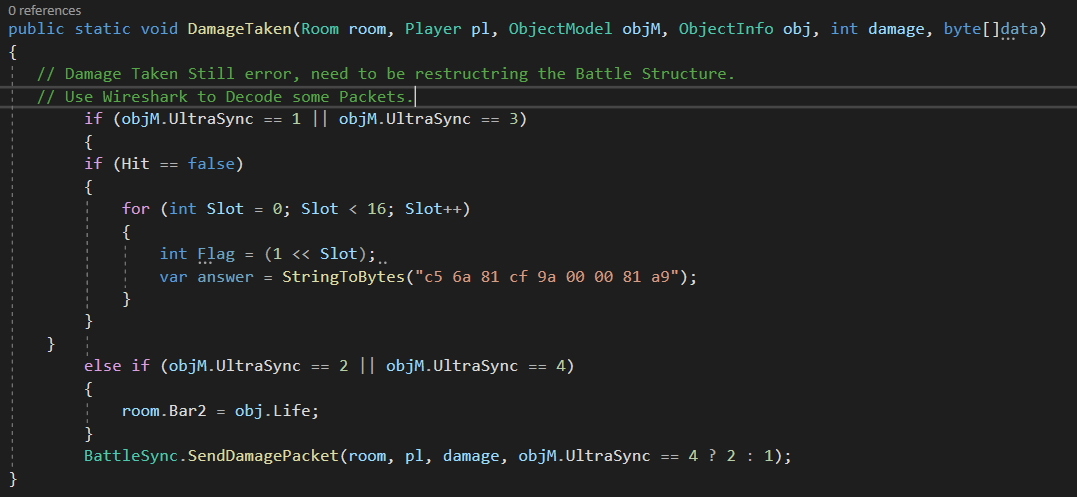 0 references
public static void DamageTaken(Room room, Player pl, ObjectModel objM, ObjectInfo obj, int damage, byte[]data)
{
// Damage Taken Still error, need to be restructring the Battle Structure.
// Use Wireshark to Decode some Packets.
if (objM.UltraSync == 1 || objM.UltraSync == 3)
{
if (Hit == false)
{
for (int Slot = 0; Slot < 16; Slot++)
{
int Flag = (1 << Slot);
var answer = StringToBytes("c5 6a 81 cf 9a 00 00 81 a9");
}
}
}
else if (objM.UltraSync == 2 || objM.UltraSync == 4)
{
room.Bar2 = obj.Life;
}
BattleSync.SendDamagePacket(room, pl, damage, objM.UltraSync == 4 ? 2 : 1);
}